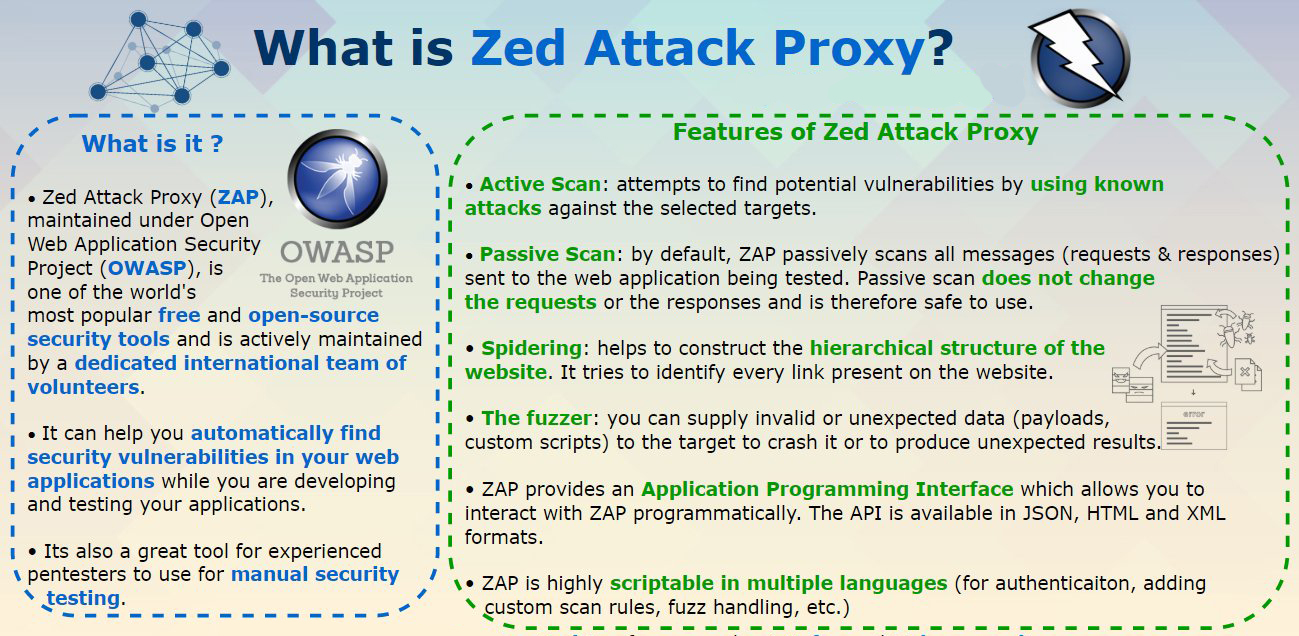 What is Zed Attack Proxy?
What is it ?
• Zed Attack Proxy (ZAP),
maintained under Open
Web Application Security
Project (OWASP), is
one of the world's
most popular free and open-source
security tools and is actively maintained
by a dedicated international team of
volunteers.
• It can help you automatically find
security vulnerabilities in your web
applications while you are developing
and testing your applications.
• Its also a great tool for experienced
pentesters to use for manual security
testing.
OWASP
The Open Web Application
Security Project
Features of Zed Attack Proxy
• Active Scan: attempts to find potential vulnerabilities by using known
attacks against the selected targets.
• Passive Scan: by default, ZAP passively scans all messages (requests & responses)
sent to the web application being tested. Passive scan does not change
the requests or the responses and is therefore safe to use.
• Spidering: helps to construct the hierarchical structure of the
website. It tries to identify every link present on the website.
• The fuzzer: you can supply invalid or unexpected data (payloads,
custom scripts) to the target to crash it or to produce unexpected results.
error
• ZAP provides an Application Programming Interface which allows you to
interact with ZAP programmatically. The API is available in JSON, HTML and XML
formats.
• ZAP is highly scriptable in multiple languages (for authenticaiton, adding
custom scan rules, fuzz handling, etc.)